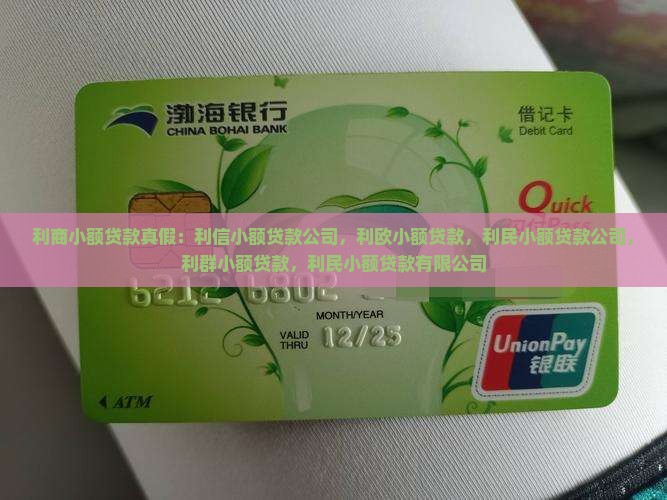 渤海银行
CHINA BOHAI BANK
借记卡
Debit Card
Quick
利商小额贷款真假：利信小额贷款公司，利欧小额贷款，利民小额贷款公司，
利群小额贷款，利民小额贷款有限公司
6212 6802
MONTH/YEAR
VALID THRU 12/25
UnionPay
银联
ATM